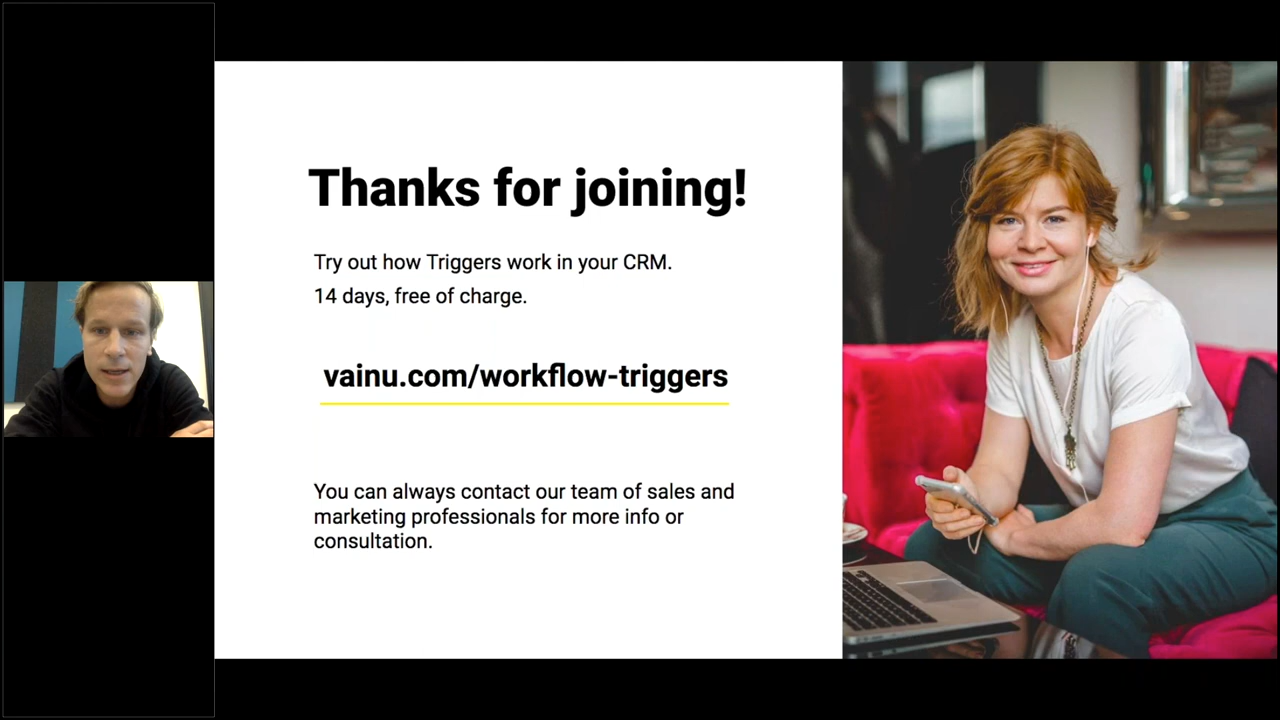 Thanks for joining!
Try out how Triggers work in your CRM.
14 days, free of charge.
vainu.com/workflow-triggers
You can always contact our team of sales and
marketing professionals for more info or
consultation.